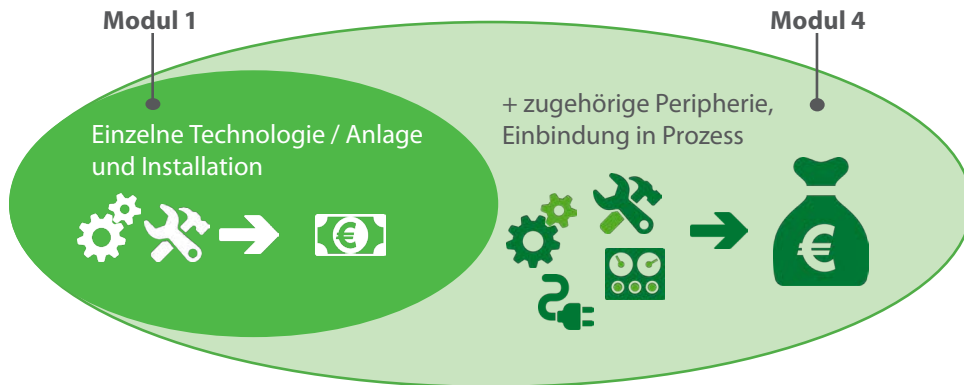 Modul 1
Modul 4
Einzelne Technologie / Anlage
und Installation
€
+ zugehörige Peripherie,
Einbindung in Prozess
€